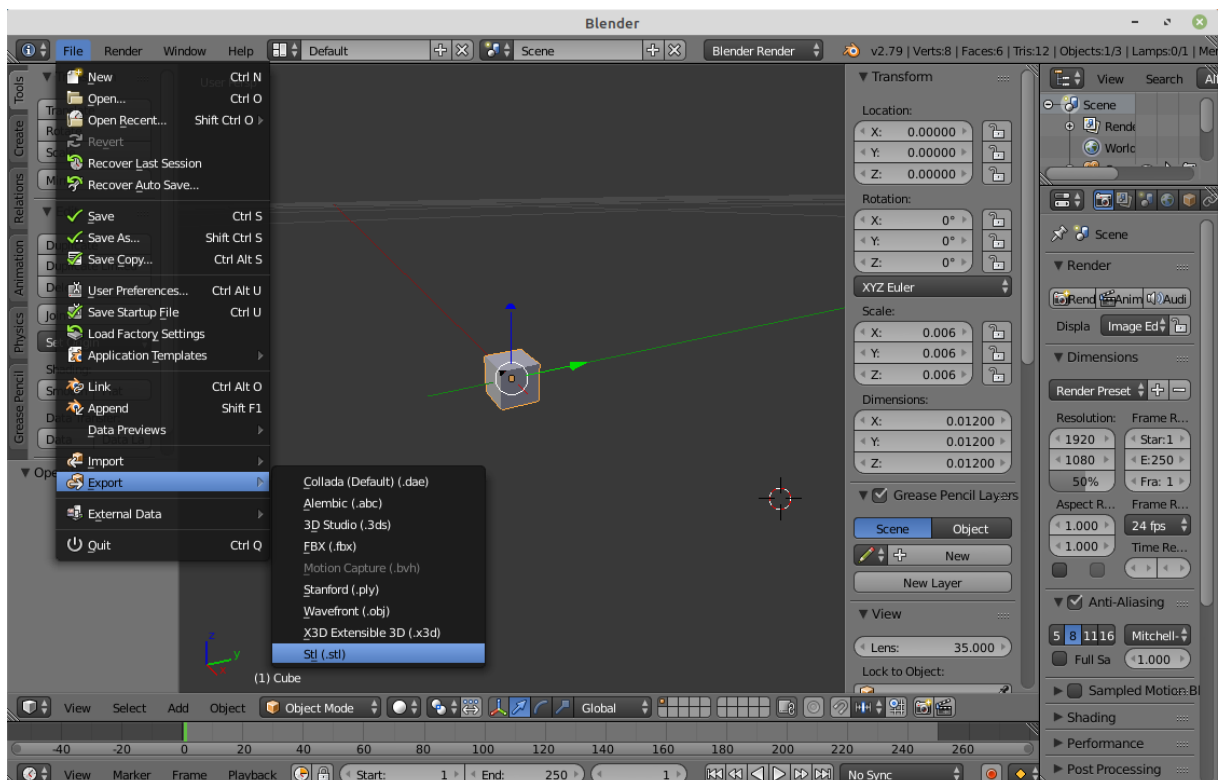 Blender
File Render Window Help Default Scene Blender Render v2.79 | Verts:8 | Faces:6 | Tris:12 | Objects:1/3 | Lamps:0/1 | Mer
New Ctrl N
Open... Ctrl O
Open Recent... Shift Ctrl O
Revert
Recover Last Session
Recover Auto Save...
Save Ctrl S
Save As... Shift Ctrl S
Save Copy... Ctrl Alt S
User Preferences... Ctrl Alt U
Save Startup File Ctrl U
Load Factory Settings
Application Templates
Link Ctrl Alt O
Append Shift F1
Data Previews
Import
Export
External Data
Quit Ctrl Q
Collada (Default) (.dae)
Alembic (.abc)
3D Studio (.3ds)
FBX (.fbx)
Motion Capture (.bvh)
Stanford (.ply)
Wavefront (.obj)
X3D Extensible 3D (.x3d)
Stl (.stl)
Tools
Create
Relations
Animation
Physics
Grease Pencil
z
y
(1) Cube
Transform
Location:
X: 0.00000
Y: 0.00000
Z: 0.00000
Rotation:
X: 0°
Y: 0°
Z: 0°
XYZ Euler
Scale:
X: 0.006
Y: 0.006
Z: 0.006
Dimensions:
X: 0.01200
Y: 0.01200
Z: 0.01200
Grease Pencil Layers
Scene Object
New
New Layer
View
Lens: 35.000
Lock to Object:
View Search All
Scene
Rende
Worlc
Scene
Render
Rend Anim Audi
Displa Image Ed
Dimensions
Render Preset
Resolution: Frame R...
1920 Star:1
1080 E:250
50% Fra: 1
Aspect R... Frame R...
1.000 24 fps
1.000 Time Re...
Anti-Aliasing
5 8 11 16 Mitchell-
Full Sa 1.000
Sampled Motion Bl
Shading
Performance
Post Processing
View Select Add Object Object Mode Global
-40 -20 0 20 40 60 80 100 120 140 160 180 200 220 240 260
View Marker Frame Playback Start: 1 End: 250 1 No Sync